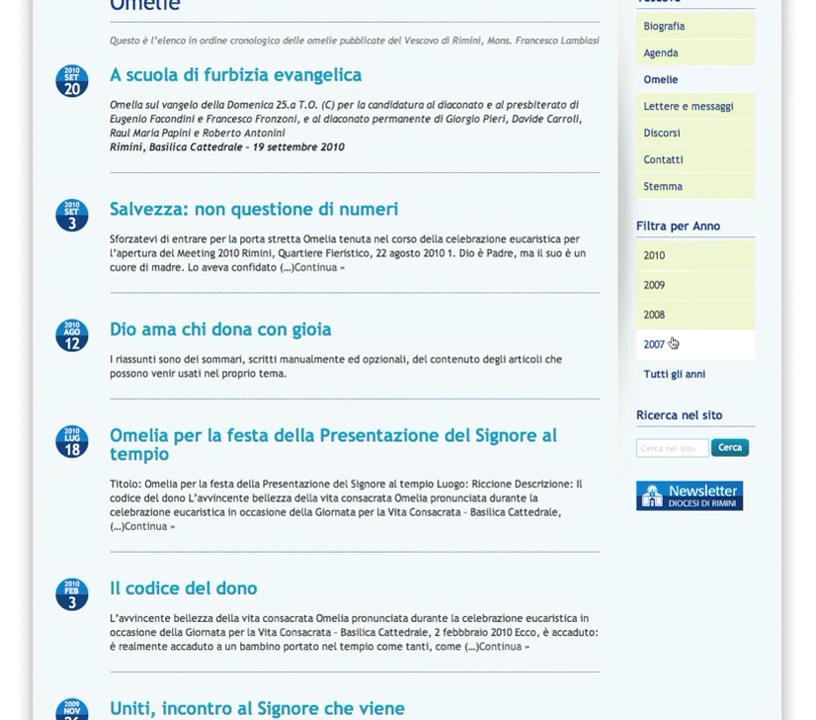 Omelie
Questo è l'elenco in ordine cronologico delle omelie pubblicate del Vescovo di Rimini, Mons. Francesco Lambiasi
2010
SET
20
A scuola di furbizia evangelica
Omelia sul vangelo della Domenica 25.a T.O. (C) per la candidatura al diaconato e al presbiterato di
Eugenio Facondini e Francesco Fronzoni, e al diaconato permanente di Giorgio Pieri, Davide Carroli,
Raul Maria Papini e Roberto Antonini
Rimini, Basilica Cattedrale - 19 settembre 2010
2010
SET
3
Salvezza: non questione di numeri
Sforzatevi di entrare per la porta stretta Omelia tenuta nel corso della celebrazione eucaristica per
l'apertura del Meeting 2010 Rimini, Quartiere Fieristico, 22 agosto 2010 1. Dio è Padre, ma il suo è un
cuore di madre. Lo aveva confidato (...)Continua »
2010
AGO
12
Dio ama chi dona con gioia
I riassunti sono dei sommari, scritti manualmente ed opzionali, del contenuto degli articoli che
possono venir usati nel proprio tema.
2010
LUG
18
Omelia per la festa della Presentazione del Signore al
tempio
Titolo: Omelia per la festa della Presentazione del Signore al tempio Luogo: Riccione Descrizione: Il
codice del dono L'avvincente bellezza della vita consacrata Omelia pronunciata durante la
celebrazione eucaristica in occasione della Giornata per la Vita Consacrata - Basilica Cattedrale,
(...)Continua »
2010
FEB
3
Il codice del dono
L'avvincente bellezza della vita consacrata Omelia pronunciata durante la celebrazione eucaristica in
occasione della Giornata per la Vita Consacrata - Basilica Cattedrale, 2 febbbraio 2010 Ecco, è accaduto:
è realmente accaduto a un bambino portato nel tempio come tanti, come (...)Continua »
2009
NOV
Uniti, incontro al Signore che viene
Biografia
Agenda
Omelie
Lettere e messaggi
Discorsi
Contatti
Stemma
Filtra per Anno
2010
2009
2008
2007
Tutti gli anni
Ricerca nel sito
Cerca nel sito
Cerca
Newsletter
DIOCESI DI RIMINI